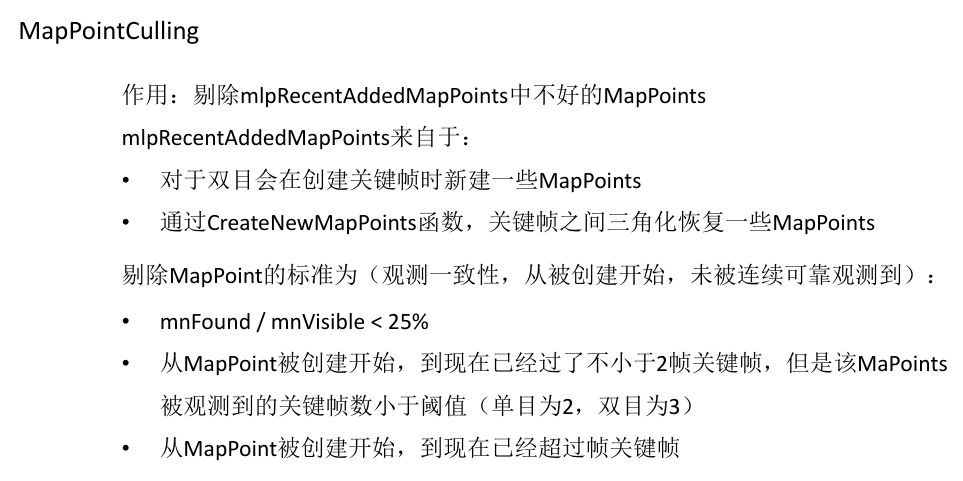 MapPointCulling
作用：剔除mlpRecentAddedMapPoints中不好的MapPoints
mlpRecentAddedMapPoints来自于：
• 对于双目会在创建关键帧时新建一些MapPoints
• 通过CreateNewMapPoints函数，关键帧之间三角化恢复一些MapPoints
剔除MapPoint的标准为（观测一致性，从被创建开始，未被连续可靠观测到）：
• mnFound / mnVisible < 25%
• 从MapPoint被创建开始，到现在已经过了不小于2帧关键帧，但是该MaPoints
被观测到的关键帧数小于阈值（单目为2，双目为3）
• 从MapPoint被创建开始，到现在已经超过帧关键帧